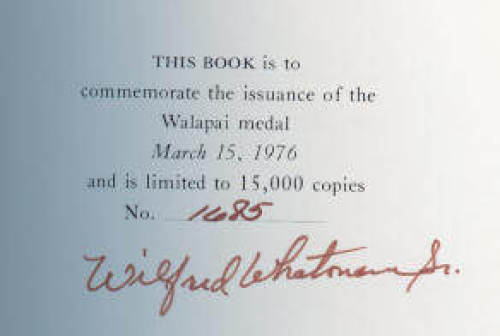 THIS BOOK is to
commemorate the issuance of the
Walapai medal
March 15, 1976
and is limited to 15,000 copies
No. 1685
Wilfred Whatoname Sr.